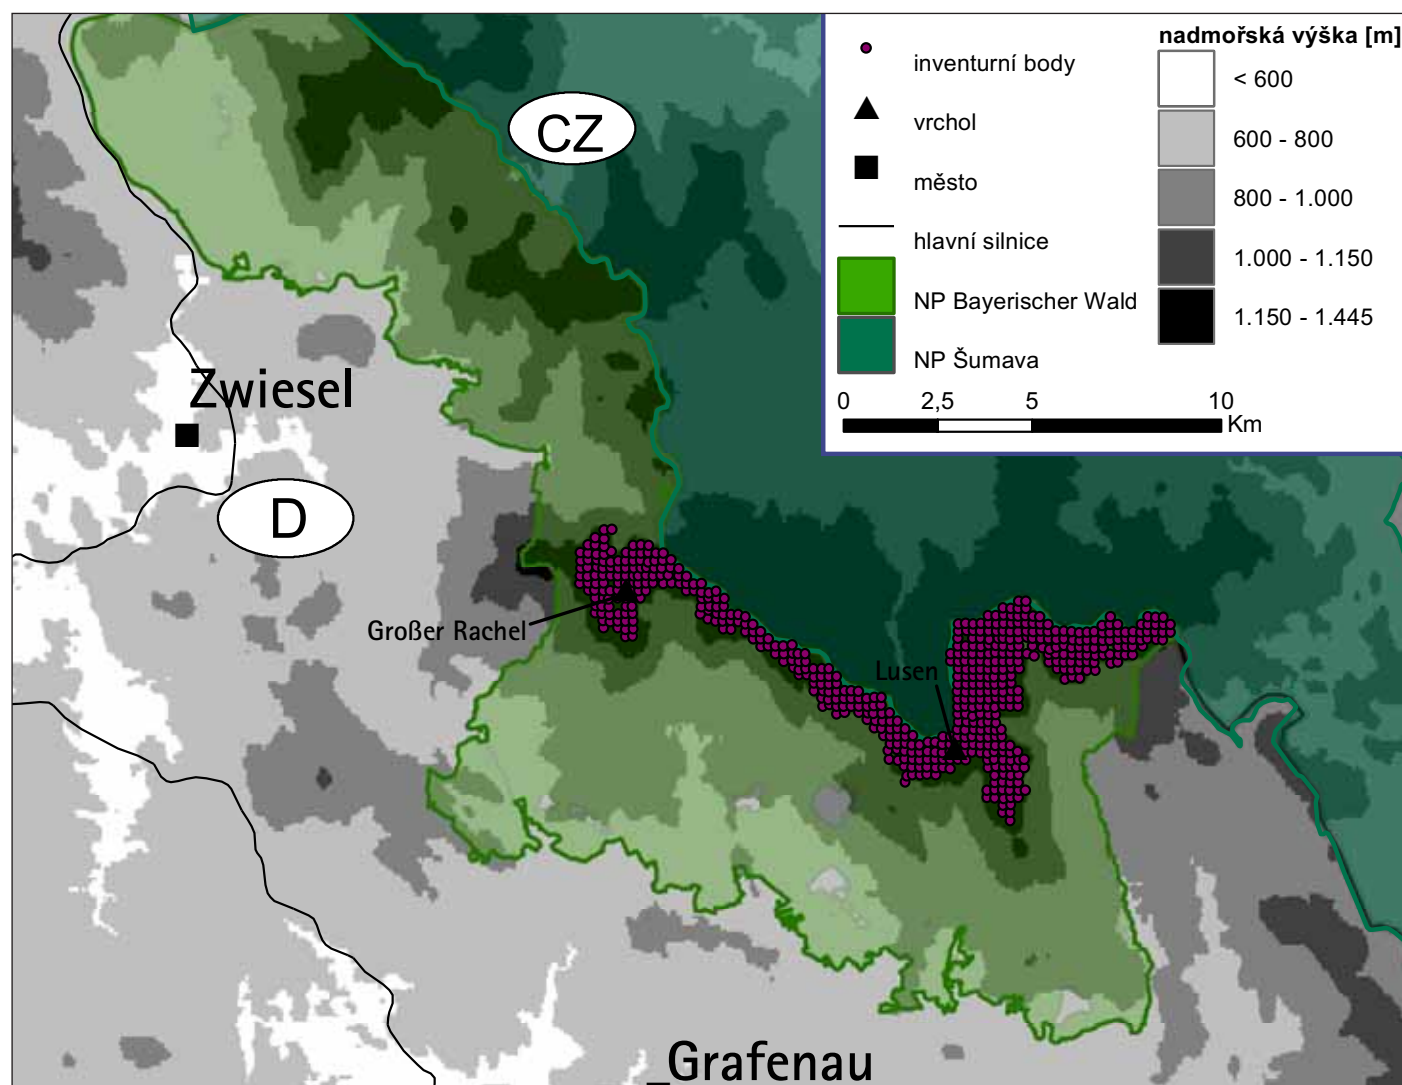 inventurní body
vrchol
město
hlavní silnice
NP Bayerischer Wald
NP Šumava
nadmořská výška [m]
< 600
600 - 800
800 - 1.000
1.000 - 1.150
1.150 - 1.445
0 2,5 5 10
Km
CZ
Zwiesel
D
Großer Rachel
Lusen
Grafenau